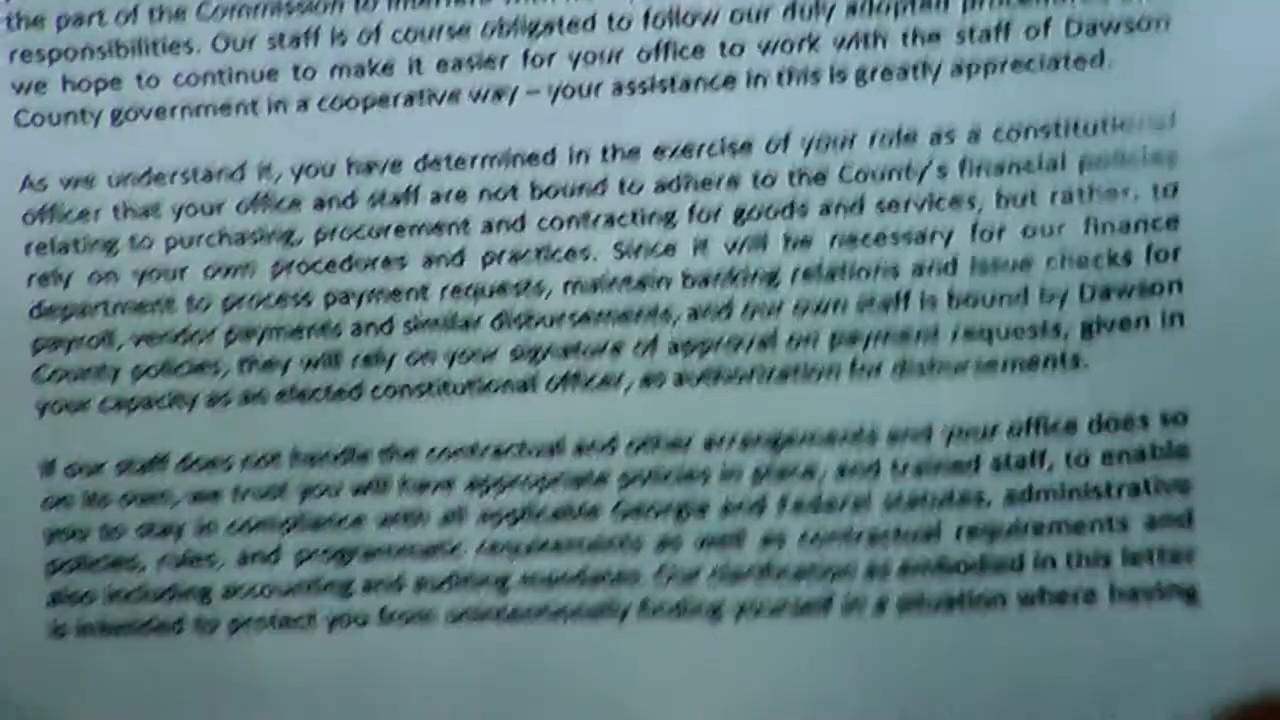 the part of the Commission to
responsibilities. Our staff is of course obligated to follow our duly adopted
we hope to continue to make it easier for your office to work with the staff of Dawson
County government in a cooperative way – your assistance in this is greatly appreciated.
As we understand it, you have determined in the exercise of your role as a constitutional
officer that your office and staff are not bound to adhere to the County's financial policies
relating to purchasing, procurement and contracting for goods and services, but rather, to
rely on your own procedures and practices. Since it will be necessary for our finance
department to process payment requests, maintain banking relations and issue checks for
payroll, vendor payments and similar disbursements, and our own staff is bound by Dawson
County policies, they will rely on your signature of approval on payment requests, given in
your capacity as an elected constitutional officer, as authorization for disbursements.
If our staff does not handle the contractual and other arrangements and your office does so
on its own, we trust you will have appropriate policies in place, and trained staff, to enable
you to stay in compliance with all applicable Georgia and Federal statutes, administrative
policies, rules, and programmatic requirements as well as contractual requirements and
also including accounting and auditing mandates. as embodied in this letter
is intended to protect you from unintentionally finding yourself in a situation where having